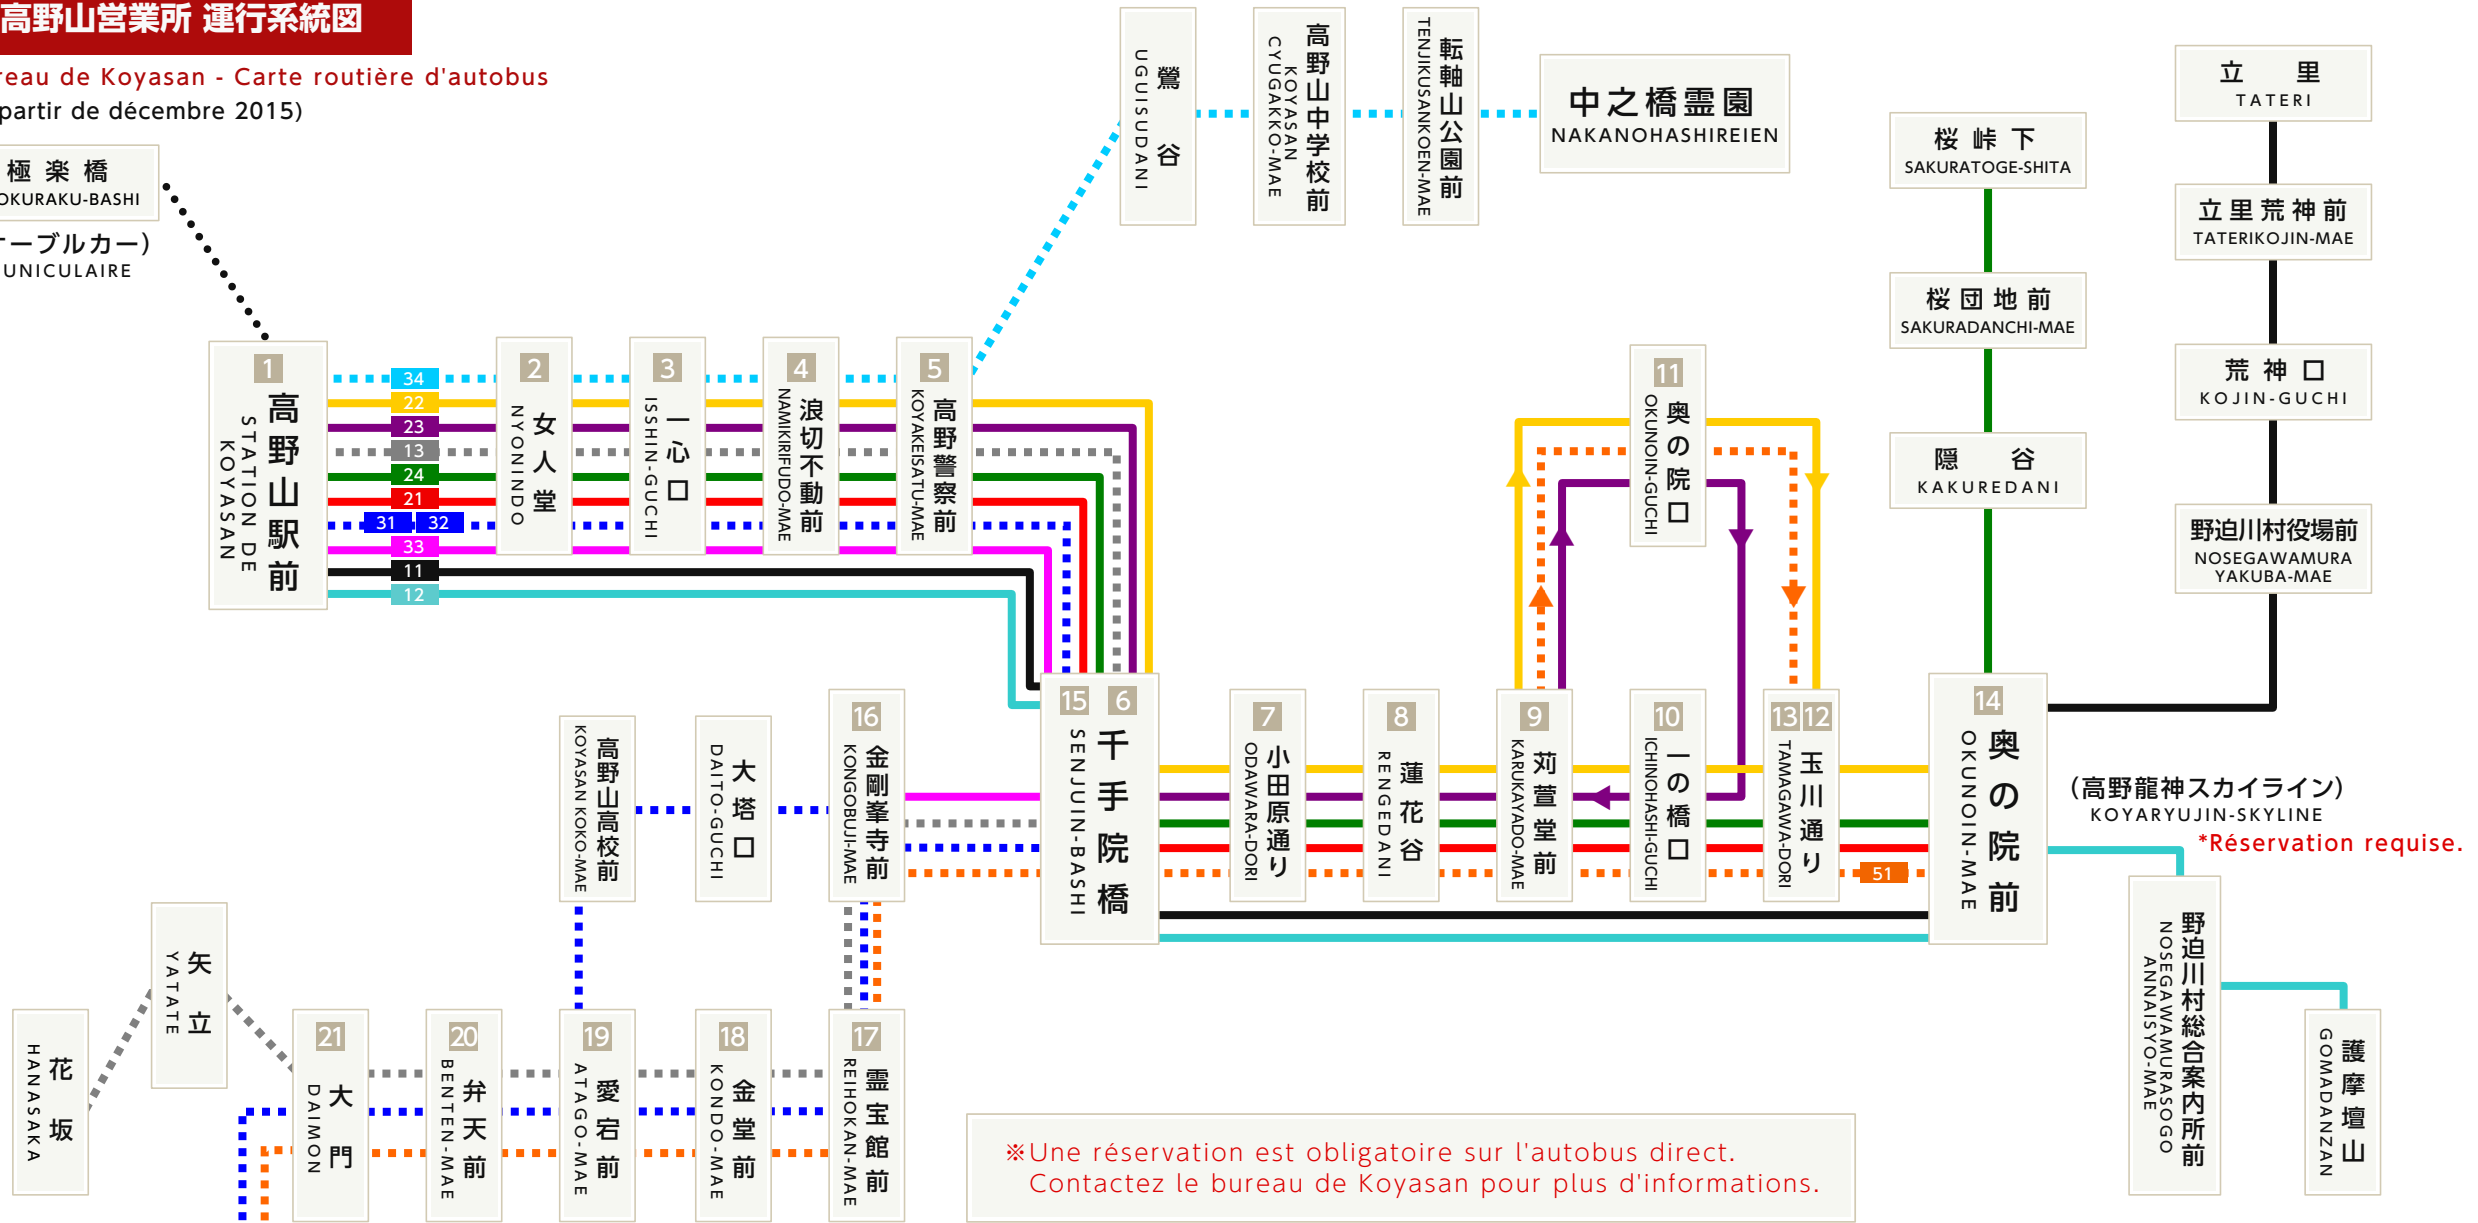 高野山営業所 運行系統図
reau de Koyasan - Carte routière d'autobus
partir de décembre 2015)
極楽橋
OKURAKU-BASHI
ーブルカー)
UNICULAIRE
鶯谷
UGUISUDANI
高野山中学校前
KOYASAN
CYUGAKKO-MAE
転軸山公園前
TENJIKUSANKOEN-MAE
中之橋霊園
NAKANOHASHIREIEN
桜峠下
SAKURATOGE-SHITA
桜団地前
SAKURADANCHI-MAE
隠谷
KAKUREDANI
立里
TATERI
立里荒神前
TATERIKOJIN-MAE
荒神口
KOJIN-GUCHI
野迫川村役場前
NOSEGAWAMURA
YAKUBA-MAE
1
高野山駅前
STATION DE
KOYASAN
34
22
23
13
24
21
31 32
33
11
12
2
女人堂
NYONINDO
3
一心口
ISSHIN-GUCHI
4
浪切不動前
NAMIKIRIFUDO-MAE
5
高野警察前
KOYAKEISATU-MAE
15 6
千手院橋
SENJUIN-BASHI
7
小田原通り
ODAWARA-DORI
8
蓮花谷
RENGEDANI
9
苅萱堂前
KARUKAYADO-MAE
10
一の橋口
ICHINOHASHI-GUCHI
11
奥の院口
OKUNOIN-GUCHI
13 12
玉川通り
TAMAGAWA-DORI
51
14
奥の院前
OKUNOIN-MAE
(高野龍神スカイライン)
KOYARYUJIN-SKYLINE
*Réservation requise.
野迫川村総合案内所前
NOSEGAWAMURASOGO
ANNAISYO-MAE
護摩壇山
GOMADANZAN
16
金剛峯寺前
KONGOBUJI-MAE
大塔口
DAITO-GUCHI
高野山高校前
KOYASAN KOKO-MAE
17
霊宝館前
REIHOKAN-MAE
18
金堂前
KONDO-MAE
19
愛宕前
ATAGO-MAE
20
弁天前
BENTEN-MAE
21
大門
DAIMON
矢立
YATATE
花坂
HANASAKA
※Une réservation est obligatoire sur l'autobus direct.
Contactez le bureau de Koyasan pour plus d'informations.